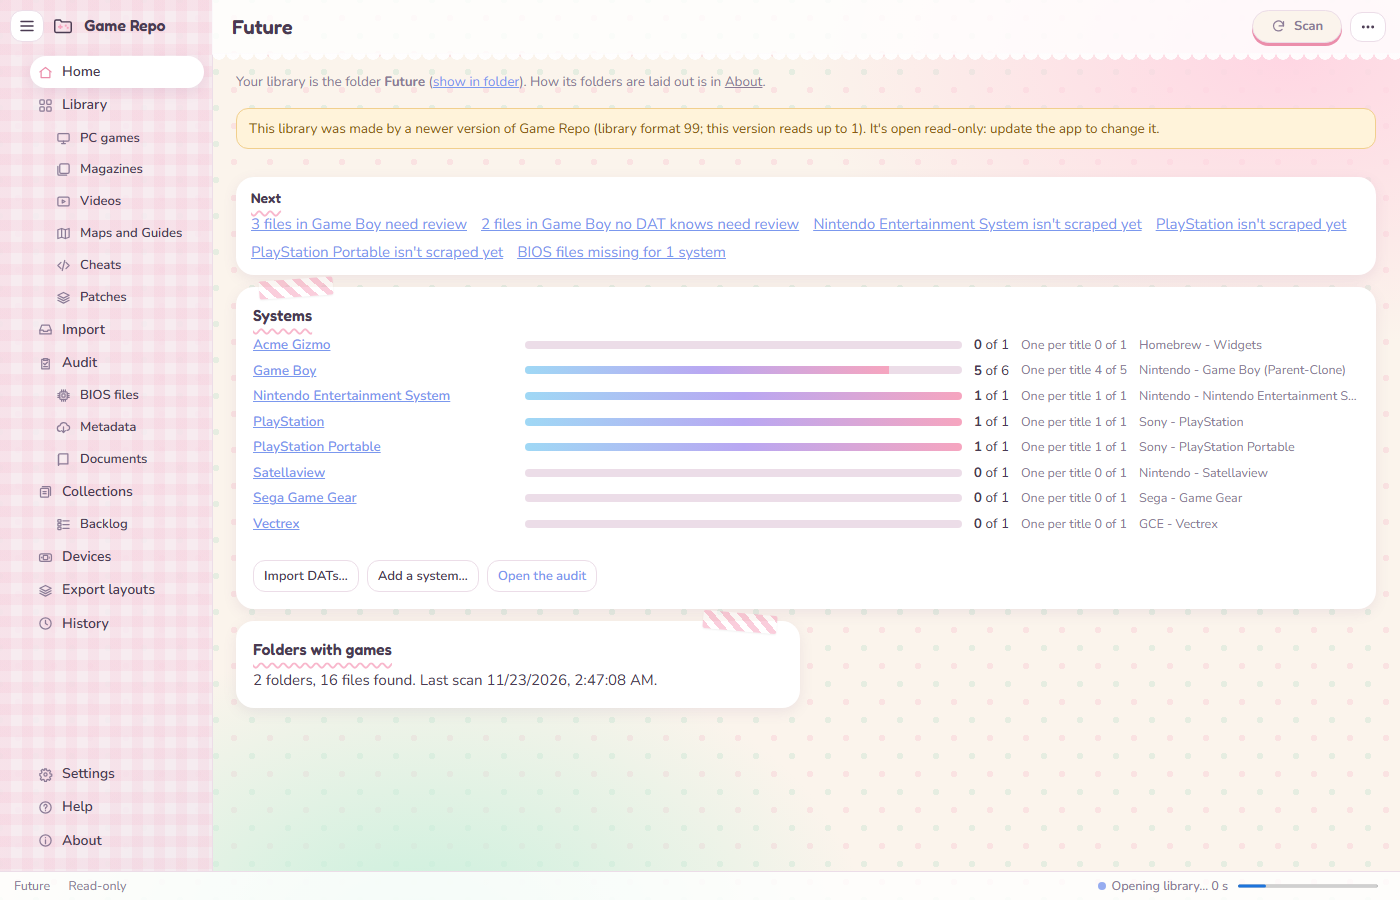 Game Repo
Future
Scan
Home
Library
PC games
Magazines
Videos
Maps and Guides
Cheats
Patches
Import
Audit
BIOS files
Metadata
Documents
Collections
Backlog
Devices
Export layouts
History
Settings
Help
About
Your library is the folder Future (show in folder). How its folders are laid out is in About.
This library was made by a newer version of Game Repo (library format 99; this version reads up to 1). It's open read-only: update the app to change it.
Next
3 files in Game Boy need review 2 files in Game Boy no DAT knows need review Nintendo Entertainment System isn't scraped yet PlayStation isn't scraped yet
PlayStation Portable isn't scraped yet BIOS files missing for 1 system
Systems
Acme Gizmo 0 of 1 One per title 0 of 1 Homebrew - Widgets
Game Boy 5 of 6 One per title 4 of 5 Nintendo - Game Boy (Parent-Clone)
Nintendo Entertainment System 1 of 1 One per title 1 of 1 Nintendo - Nintendo Entertainment S...
PlayStation 1 of 1 One per title 1 of 1 Sony - PlayStation
PlayStation Portable 1 of 1 One per title 1 of 1 Sony - PlayStation Portable
Satellaview 0 of 1 One per title 0 of 1 Nintendo - Satellaview
Sega Game Gear 0 of 1 One per title 0 of 1 Sega - Game Gear
Vectrex 0 of 1 One per title 0 of 1 GCE - Vectrex
Import DATs... Add a system... Open the audit
Folders with games
2 folders, 16 files found. Last scan 11/23/2026, 2:47:08 AM.
Future Read-only Opening library... 0 s